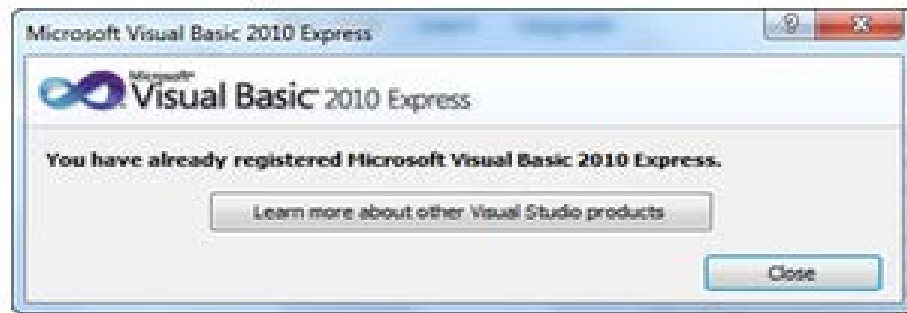 Microsoft Visual Basic 2010 Express
?
Microsoft®
Visual Basic® 2010 Express
You have already registered Microsoft Visual Basic 2010 Express.
Learn more about other Visual Studio products
Close